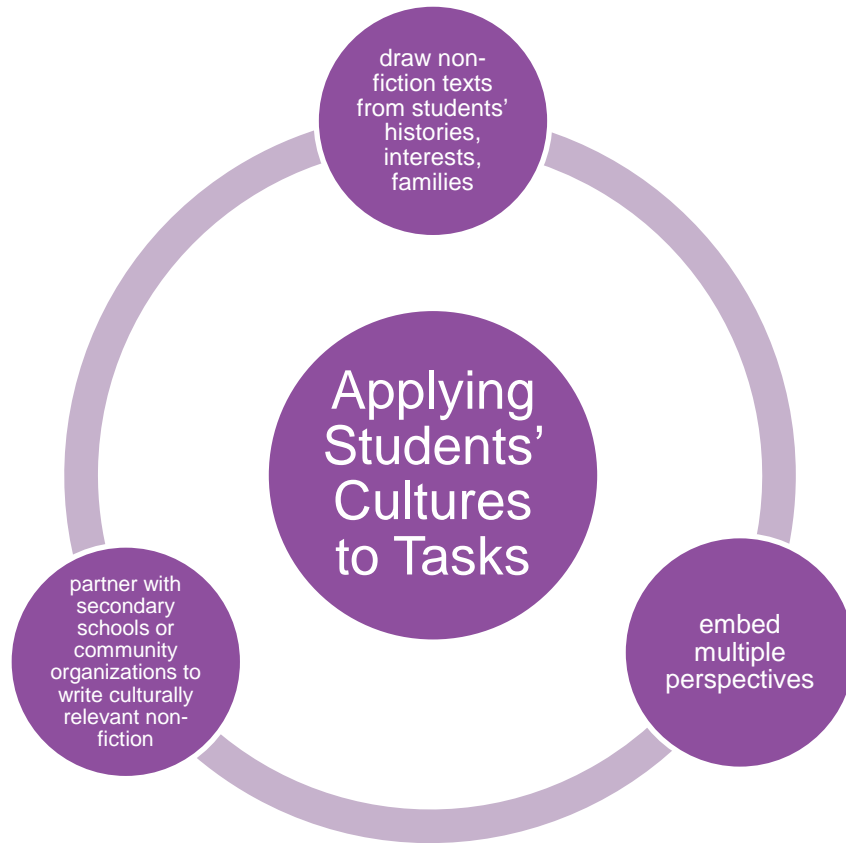 draw non-
fiction texts
from students’
histories,
interests,
families
Applying
Students’
Cultures
to Tasks
embed
multiple
perspectives
partner with
secondary
schools or
community
organizations to
write culturally
relevant non-
fiction